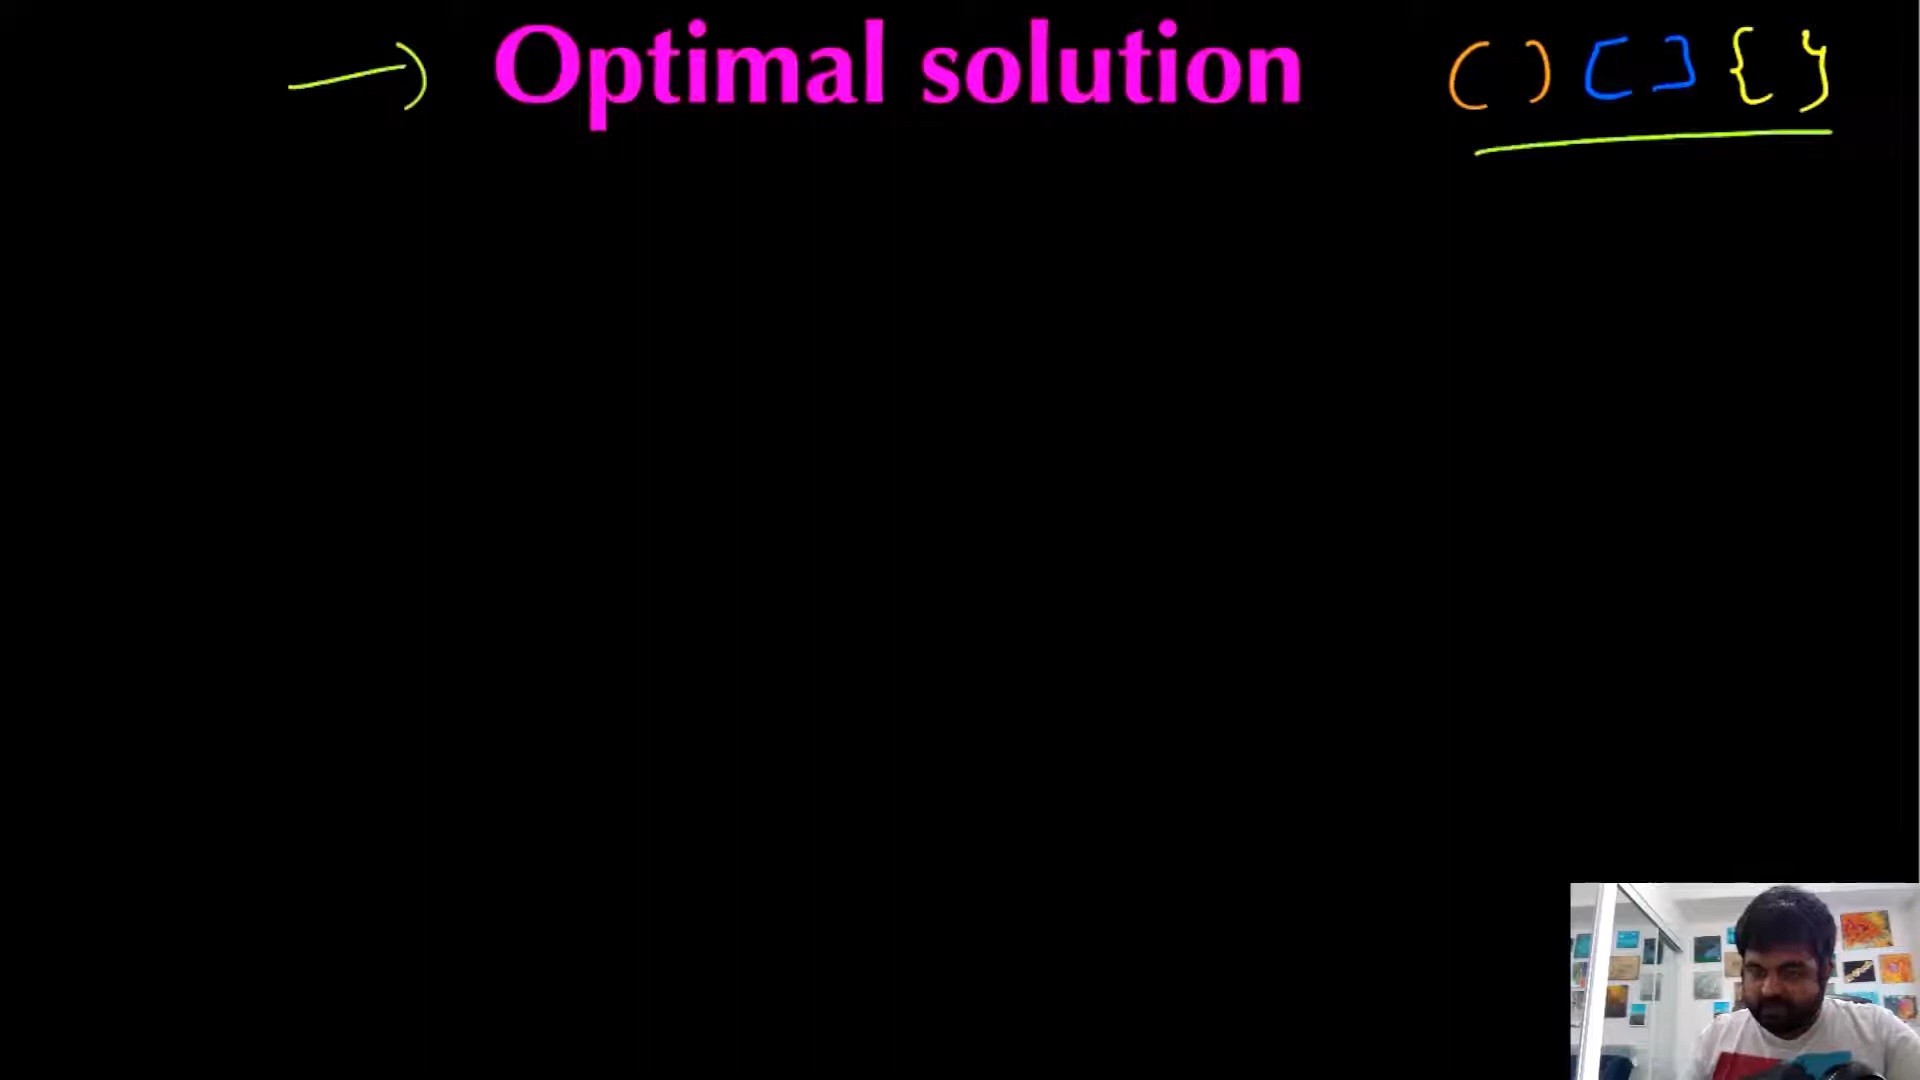 → Optimal solution ( ) [ ] { }